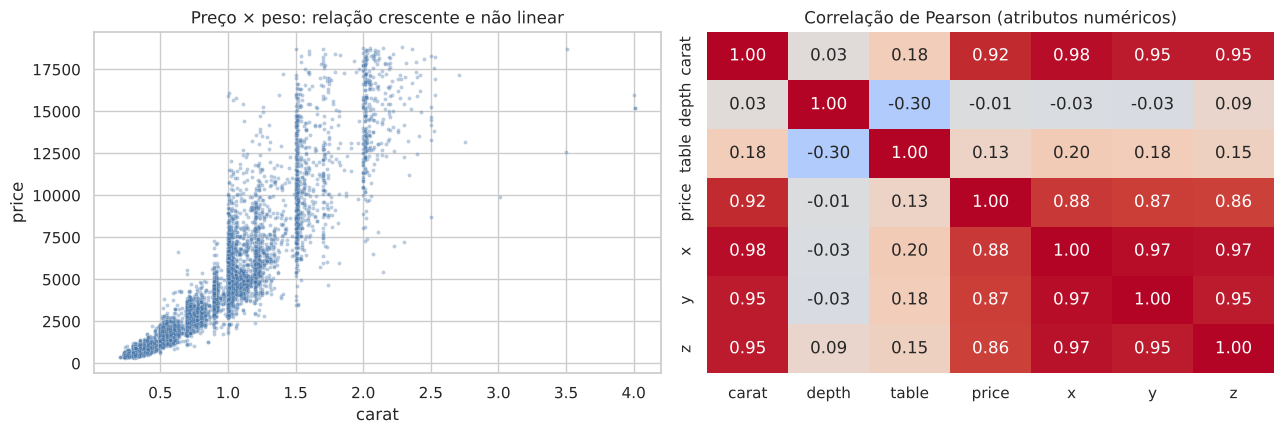 Preço × peso: relação crescente e não linear
17500
15000
12500
10000
7500
5000
2500
0
price
0.5 1.0 1.5 2.0 2.5 3.0 3.5 4.0
carat
Correlação de Pearson (atributos numéricos)
carat 1.00 0.03 0.18 0.92 0.98 0.95 0.95
depth 0.03 1.00 -0.30 -0.01 -0.03 -0.03 0.09
table 0.18 -0.30 1.00 0.13 0.20 0.18 0.15
price 0.92 -0.01 0.13 1.00 0.88 0.87 0.86
x 0.98 -0.03 0.20 0.88 1.00 0.97 0.97
y 0.95 -0.03 0.18 0.87 0.97 1.00 0.95
z 0.95 0.09 0.15 0.86 0.97 0.95 1.00
carat depth table price x y z